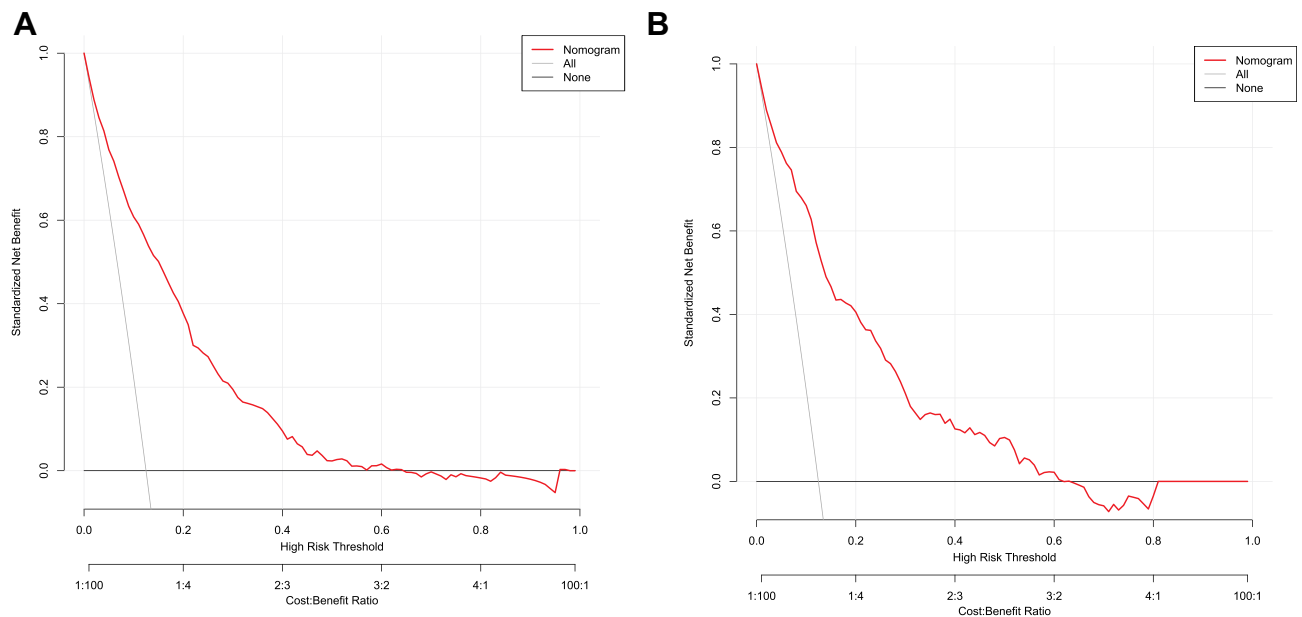 A
Nomogram
All
None
Standardized Net Benefit
1.0
0.8
0.6
0.4
0.2
0.0
0.0 0.2 0.4 0.6 0.8 1.0
High Risk Threshold
1:100 1:4 2:3 3:2 4:1 100:1
Cost:Benefit Ratio
B
Nomogram
All
None
Standardized Net Benefit
1.0
0.8
0.6
0.4
0.2
0.0
0.0 0.2 0.4 0.6 0.8 1.0
High Risk Threshold
1:100 1:4 2:3 3:2 4:1 100:1
Cost:Benefit Ratio